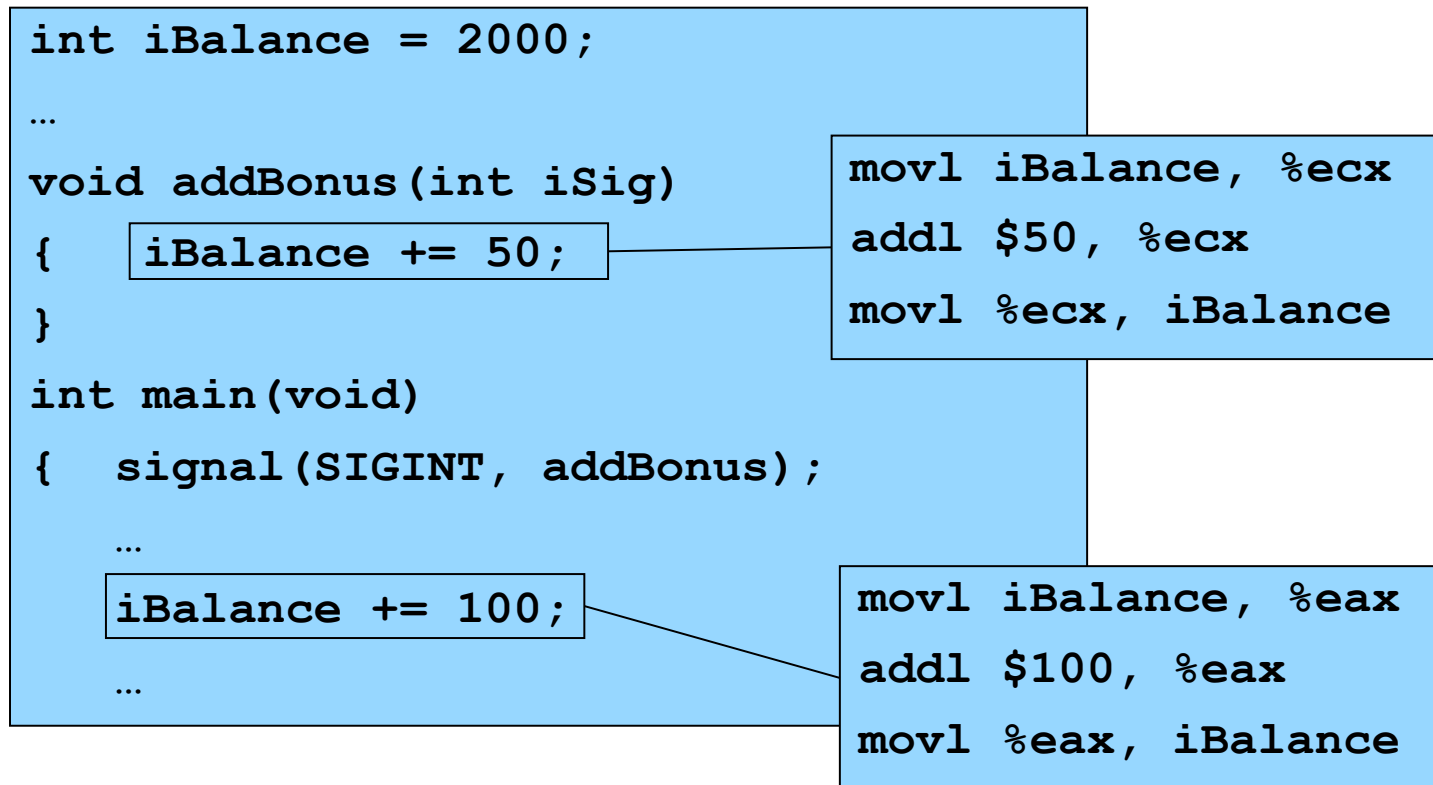 int iBalance = 2000;
…
void addBonus(int iSig)
{ iBalance += 50;
}
int main(void)
{ signal(SIGINT, addBonus);
…
iBalance += 100;
…
movl iBalance, %ecx
addl $50, %ecx
movl %ecx, iBalance
movl iBalance, %eax
addl $100, %eax
movl %eax, iBalance